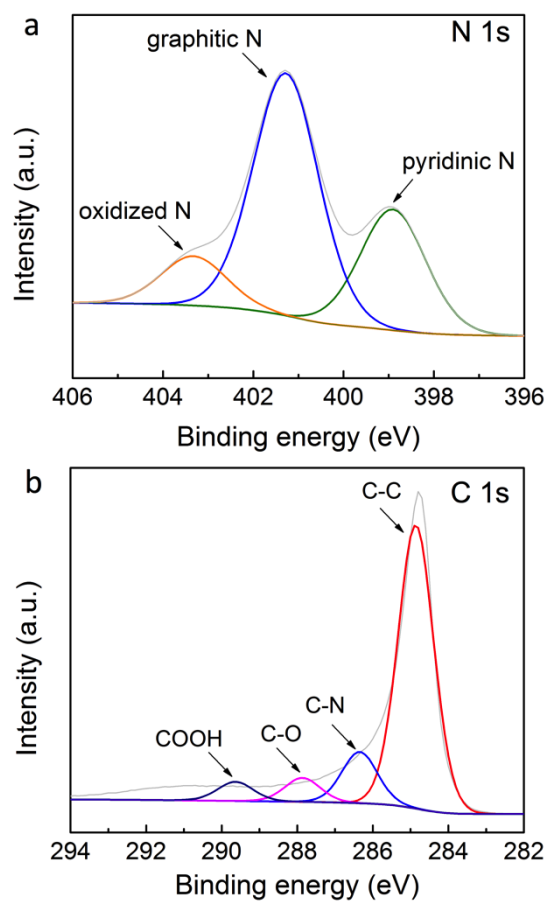 a
N 1s
graphitic N
pyridinic N
oxidized N
Intensity (a.u.)
406 404 402 400 398 396
Binding energy (eV)
b
C 1s
C-C
C-N
C-O
COOH
Intensity (a.u.)
294 292 290 288 286 284 282
Binding energy (eV)